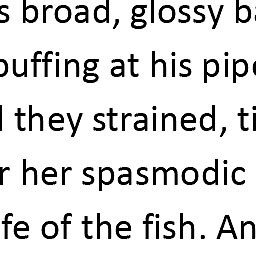 s broad, glossy ba
puffing at his pipe
they strained, ti
r her spasmodic
fe of the fish. An